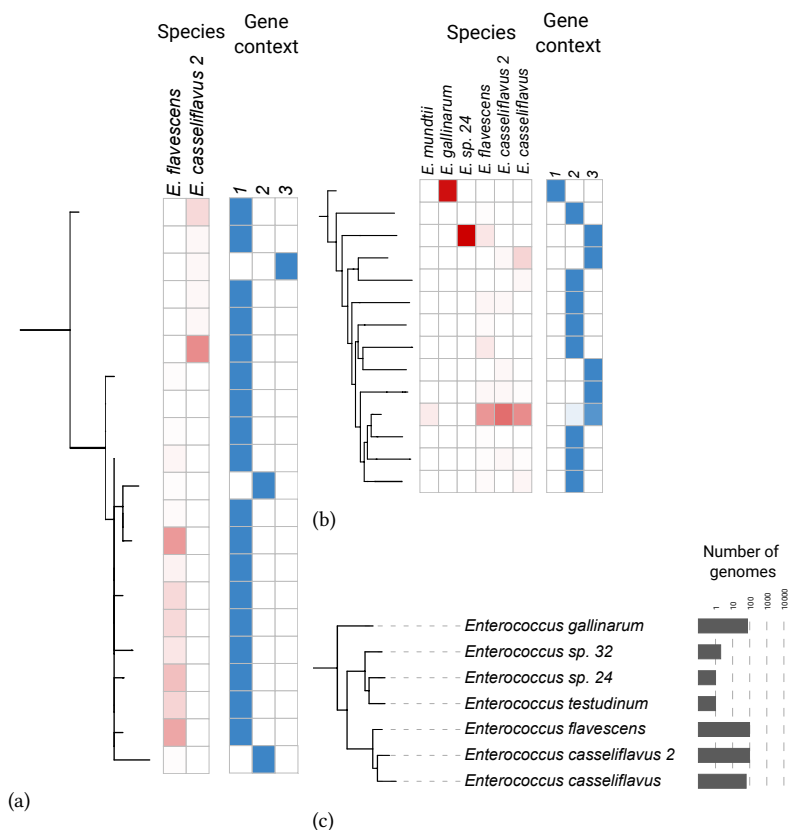 Species
Gene
context
E. flavescens
E. casseliflavus 2
1
2
3
(a)
Species
Gene
context
E. mundtii
E. gallinarum
E. sp. 24
E. flavescens
E. casseliflavus 2
E. casseliflavus
1
2
3
(b)
Number of
genomes
1
10
100
1000
10000
Enterococcus gallinarum
Enterococcus sp. 32
Enterococcus sp. 24
Enterococcus testudinum
Enterococcus flavescens
Enterococcus casseliflavus 2
Enterococcus casseliflavus
(c)